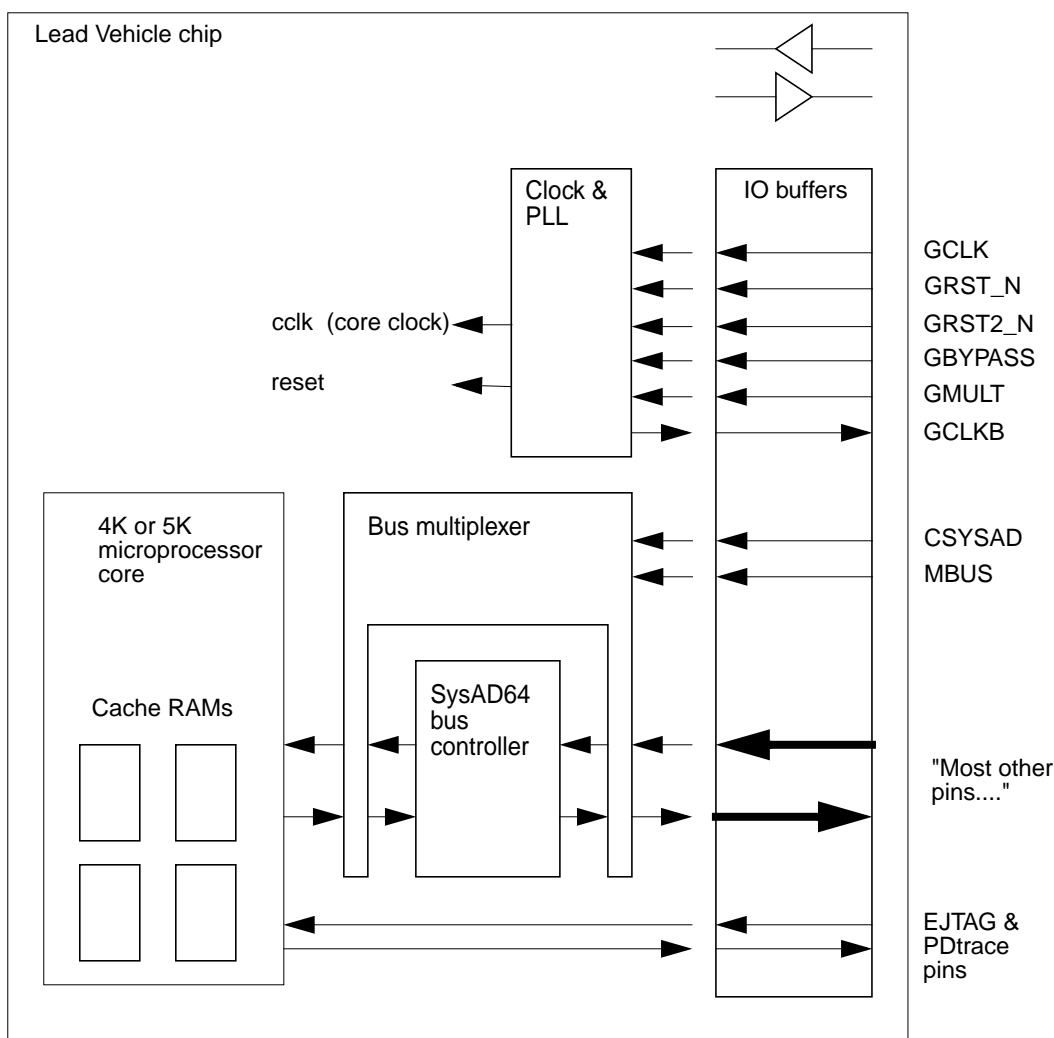 Lead Vehicle chip
Clock &
PLL
IO buffers
GCLK
GRST_N
cclk  (core clock)
GRST2_N
GBYPASS
reset
GMULT
GCLKB
4K or 5K
microprocessor
core
Bus multiplexer
CSYSAD
MBUS
Cache RAMs
SysAD64
bus
controller
"Most other
pins...."
EJTAG &
PDtrace
pins